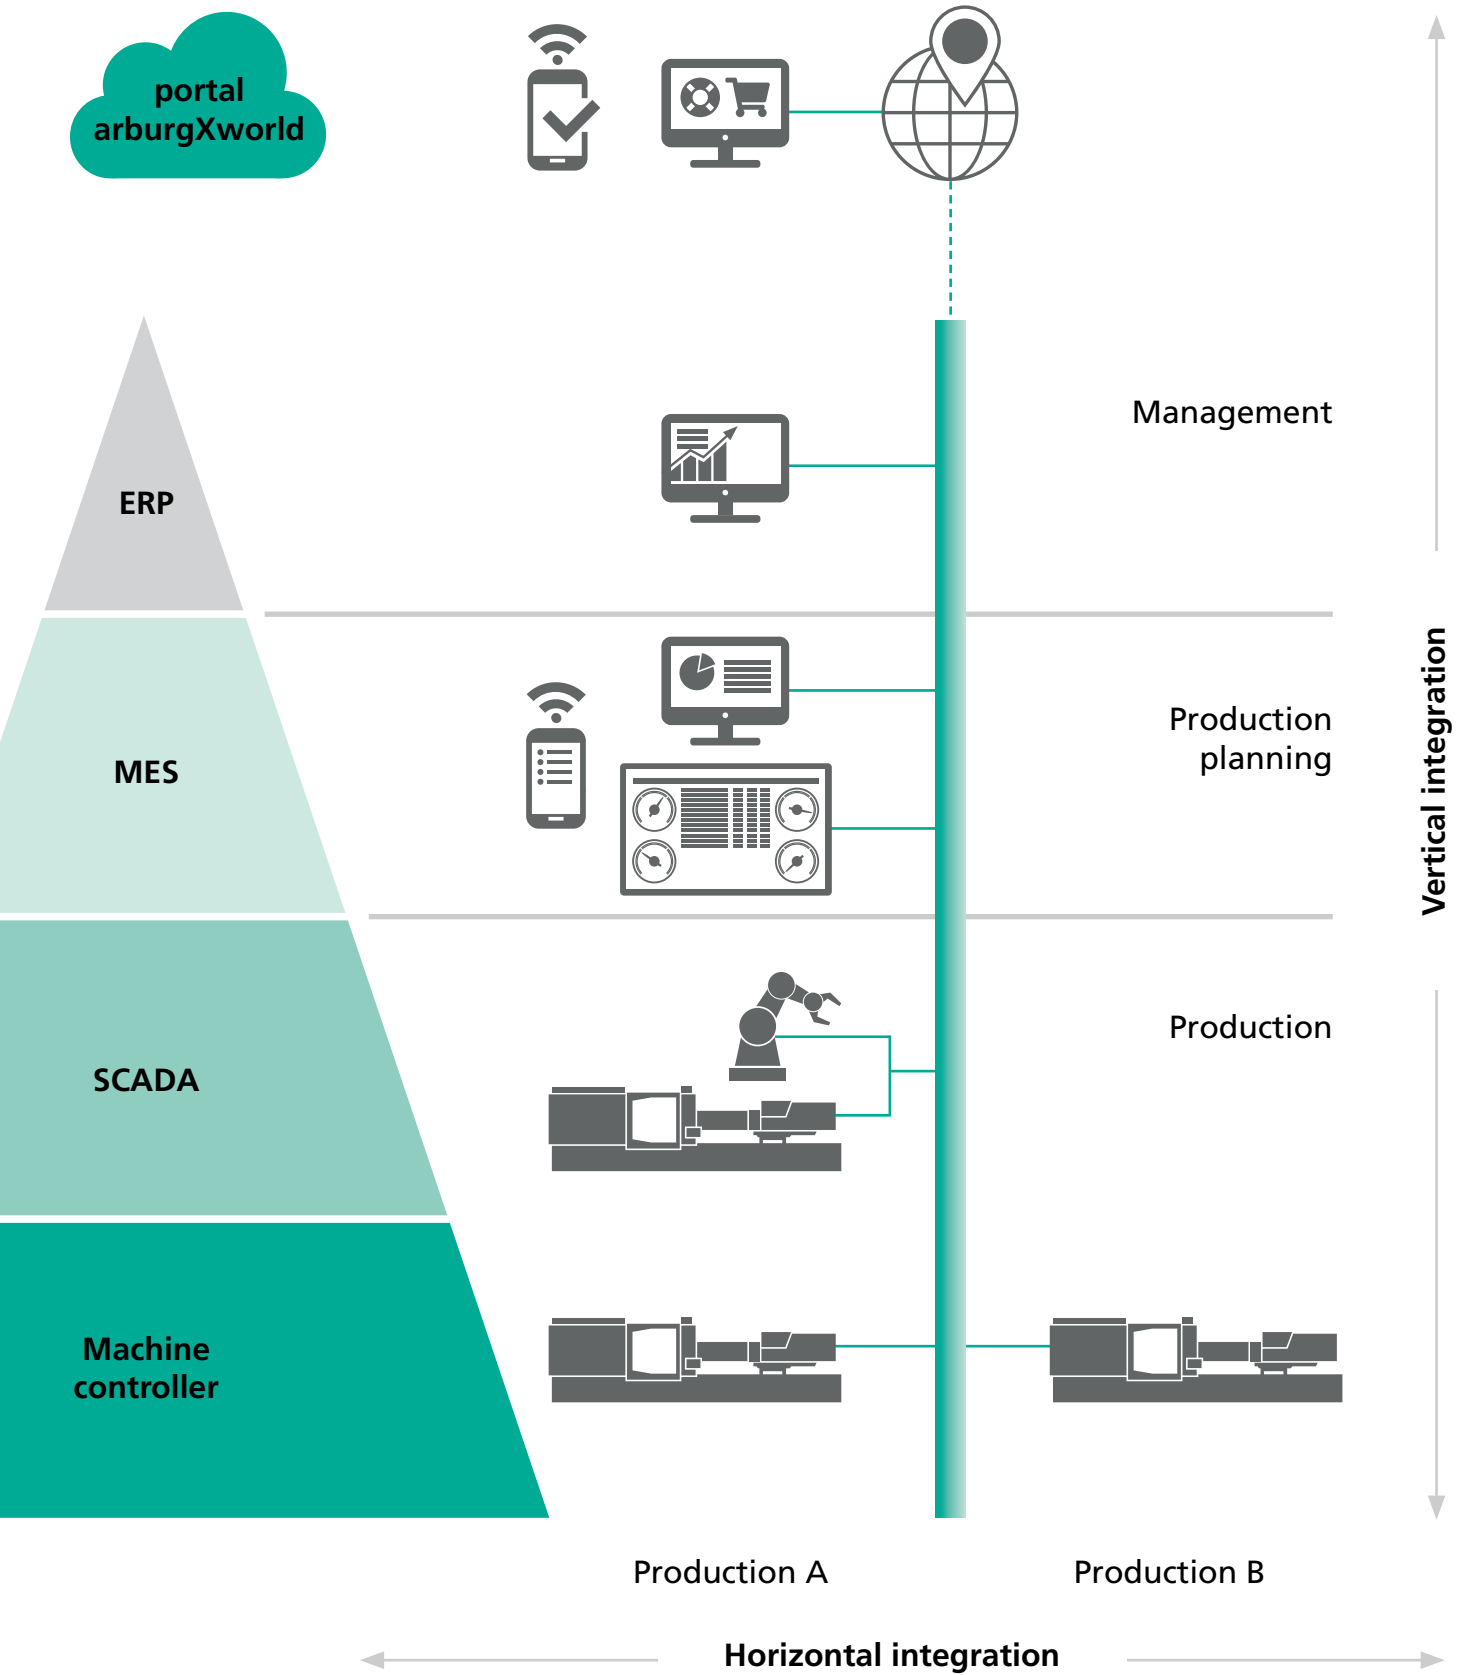 portal
arburgXworld
Management
ERP
Production
planning
MES
Vertical integration
Production
SCADA
Machine
controller
Production A
Production B
Horizontal integration